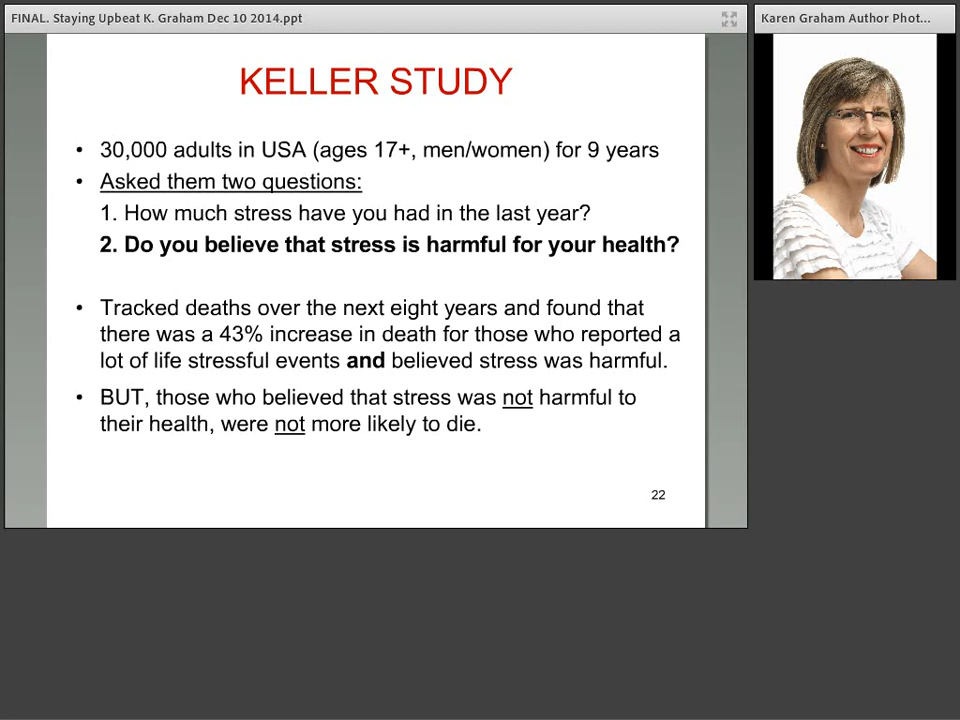 FINAL. Staying Upbeat K. Graham Dec 10 2014.ppt
Karen Graham Author Phot...
KELLER STUDY
• 30,000 adults in USA (ages 17+, men/women) for 9 years
• Asked them two questions:
1. How much stress have you had in the last year?
2. Do you believe that stress is harmful for your health?
• Tracked deaths over the next eight years and found that
there was a 43% increase in death for those who reported a
lot of life stressful events and believed stress was harmful.
• BUT, those who believed that stress was not harmful to
their health, were not more likely to die.
22